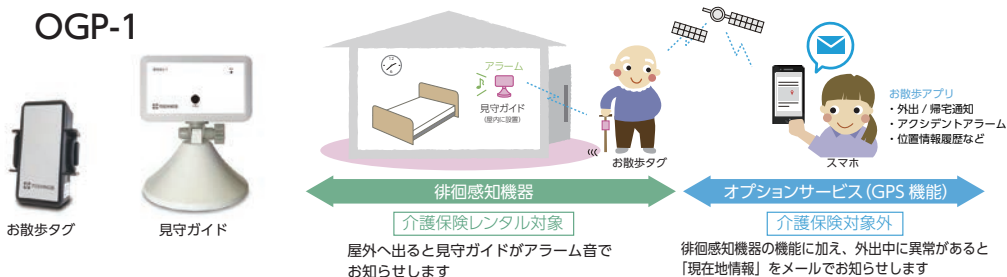 OGP-1
お散歩タグ
見守ガイド
アラーム
見守ガイド
(屋内に設置)
お散歩タグ
お散歩アプリ
・外出 / 帰宅通知
・アクシデントアラーム
・位置情報履歴など
スマホ
徘徊感知機器
オプションサービス(GPS 機能)
介護保険レンタル対象
介護保険対象外
屋外へ出ると見守ガイドがアラーム音で
お知らせします
徘徊感知機器の機能に加え、外出中に異常があると
「現在地情報」をメールでお知らせします